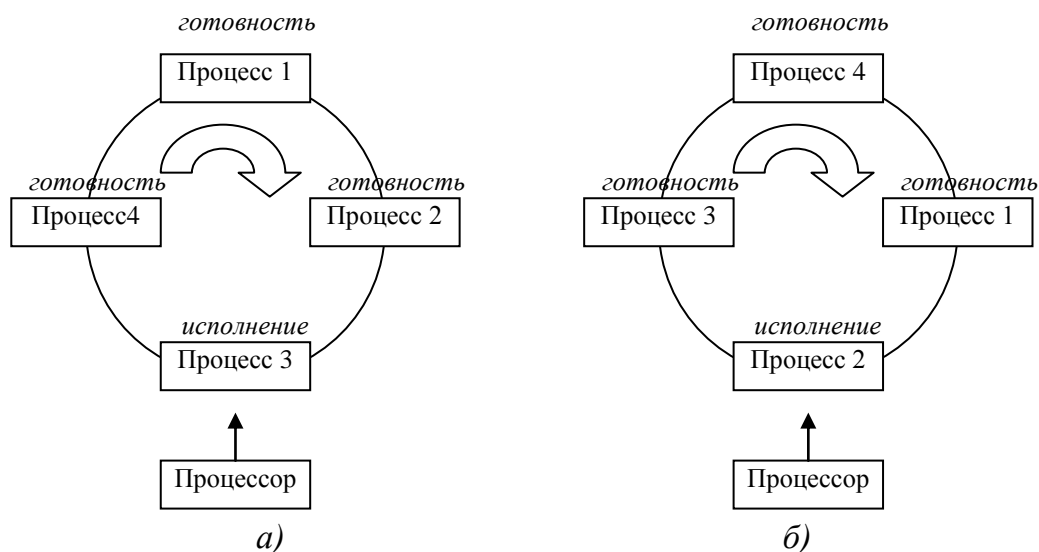 готовность
Процесс 1
готовность
Процесс4
готовность
Процесс 2
исполнение
Процесс 3
Процессор
а)
готовность
Процесс 4
готовность
Процесс 3
готовность
Процесс 1
исполнение
Процесс 2
Процессор
б)